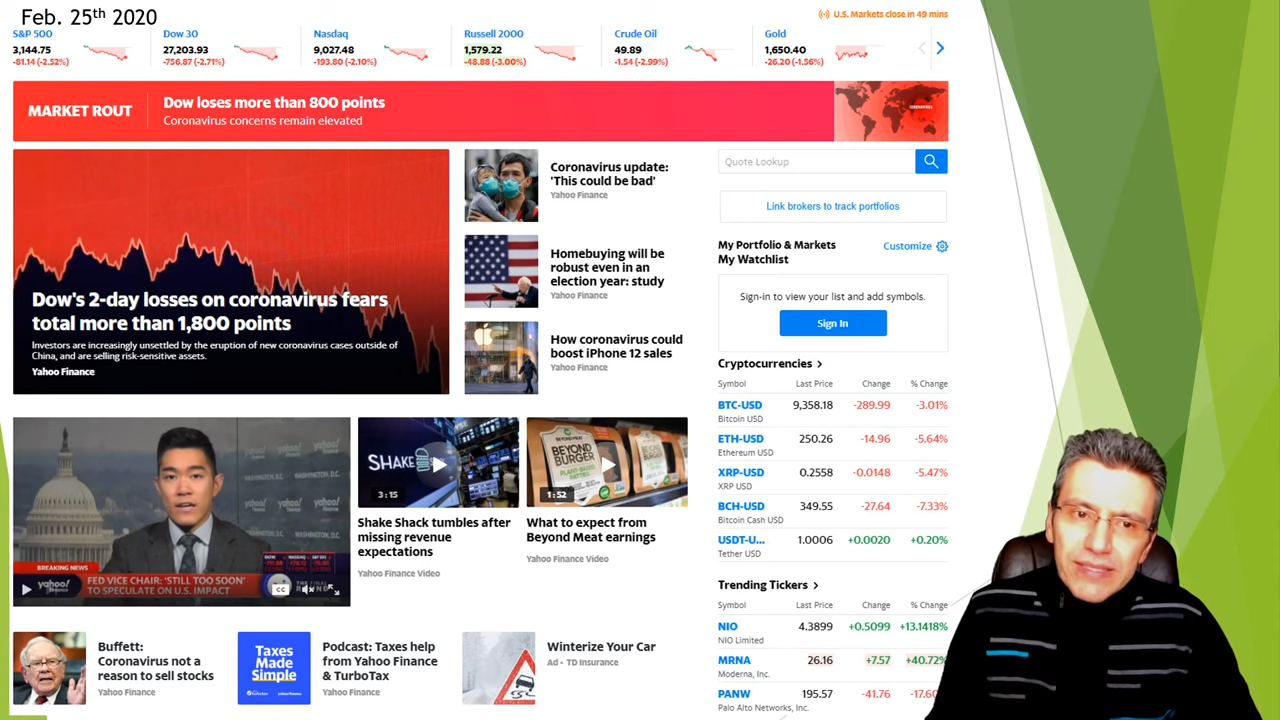 Feb. 25th 2020
U.S. Markets close in 49 mins
S&P 500
3,144.75
-81.14 (-2.52%)
Dow 30
27,203.93
-756.87 (-2.71%)
Nasdaq
9,027.48
-193.80 (-2.10%)
Russell 2000
1,579.22
-48.88 (-3.00%)
Crude Oil
49.89
-1.54 (-2.99%)
Gold
1,650.40
-26.20 (-1.56%)
MARKET ROUT
Dow loses more than 800 points
Coronavirus concerns remain elevated
CORONAVIRUS
Dow's 2-day losses on coronavirus fears
total more than 1,800 points
Investors are increasingly unsettled by the eruption of new coronavirus cases outside of
China, and are selling risk-sensitive assets.
Yahoo Finance
Coronavirus update:
'This could be bad'
Yahoo Finance
Homebuying will be
robust even in an
election year: study
Yahoo Finance
How coronavirus could
boost iPhone 12 sales
Yahoo Finance
Quote Lookup
Link brokers to track portfolios
My Portfolio & Markets
Customize
My Watchlist
Sign-in to view your list and add symbols.
Sign In
Cryptocurrencies
Symbol Last Price Change % Change
BTC-USD 9,358.18 -289.99 -3.01%
Bitcoin USD
ETH-USD 250.26 -14.96 -5.64%
Ethereum USD
XRP-USD 0.2558 -0.0148 -5.47%
XRP USD
BCH-USD 349.55 -27.64 -7.33%
Bitcoin Cash USD
USDT-U... 1.0006 +0.0020 +0.20%
Tether USD
Trending Tickers
Symbol Last Price Change % Change
NIO 4.3899 +0.5099 +13.1418%
NIO Limited
MRNA 26.16 +7.57 +40.72%
Moderna, Inc.
PANW 195.57 -41.76 -17.60
Palo Alto Networks, Inc.
yahoo!
WASHINGTON, D.C.
BREAKING NEWS
yahoo!
finance
FED VICE CHAIR: 'STILL TOO SOON'
TO SPECULATE ON U.S. IMPACT
CC
SHAKE
3:15
Shake Shack tumbles after
missing revenue
expectations
Yahoo Finance Video
BEYOND
BURGER
PLANT-BASED
PATTIES
1:52
What to expect from
Beyond Meat earnings
Yahoo Finance Video
Buffett:
Coronavirus not a
reason to sell stocks
Yahoo Finance
Taxes
Made
Simple
Podcast: Taxes help
from Yahoo Finance
& TurboTax
Yahoo Finance
Winterize Your Car
Ad • TD Insurance